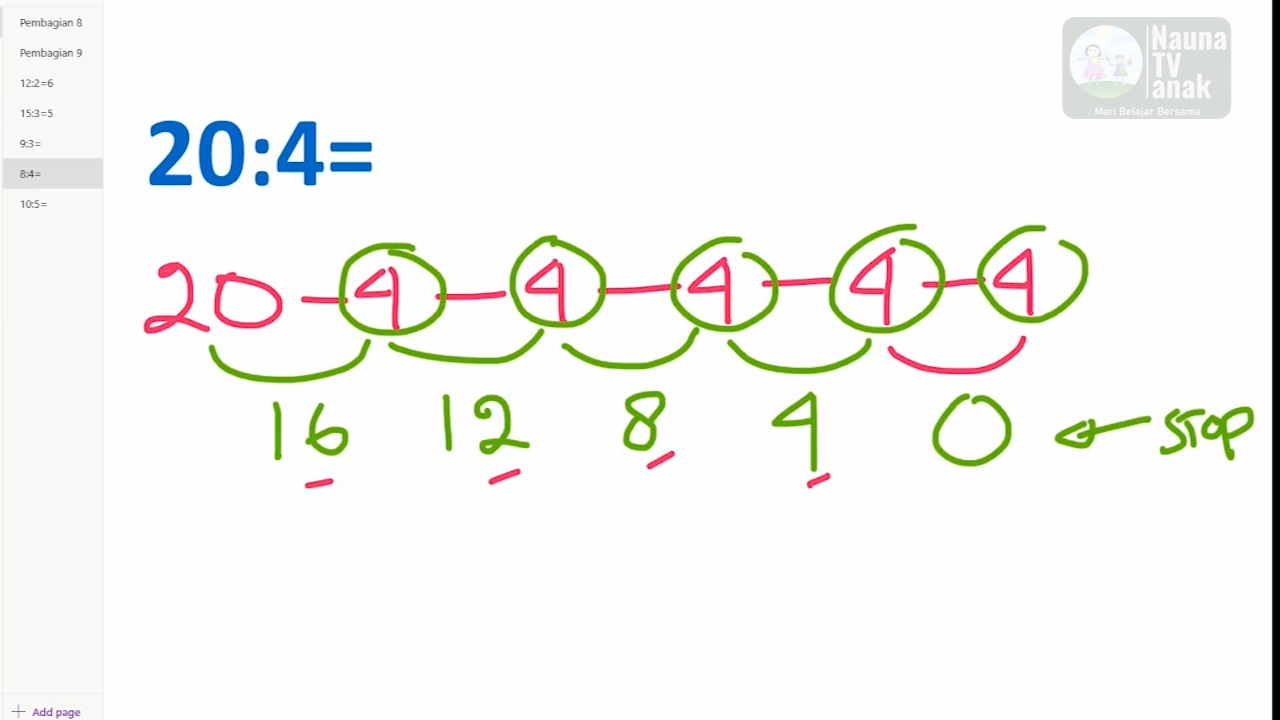 Pembagian 8
Pembagian 9
12:2=6
15:3=5
9:3=
8:4=
10:5=
Add page
Nauna
TV
anak
Mari Belajar Bersama
20:4=
20 - 4 - 4 - 4 - 4 - 4
16 12 8 4 0 ← STOP